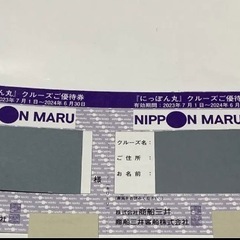 『にっぽん丸』クルーズご優待券
2023年7月1日～2024年6月30日
NIPPON MARU
様
『にっぽん丸』クルーズご優待券
有効期間：2023年7月1日～2024年6月30日
NIPPON MARU
クルーズ名：
ご住所：
お名前：
株式会社商船三井
商船三井客船株式会社